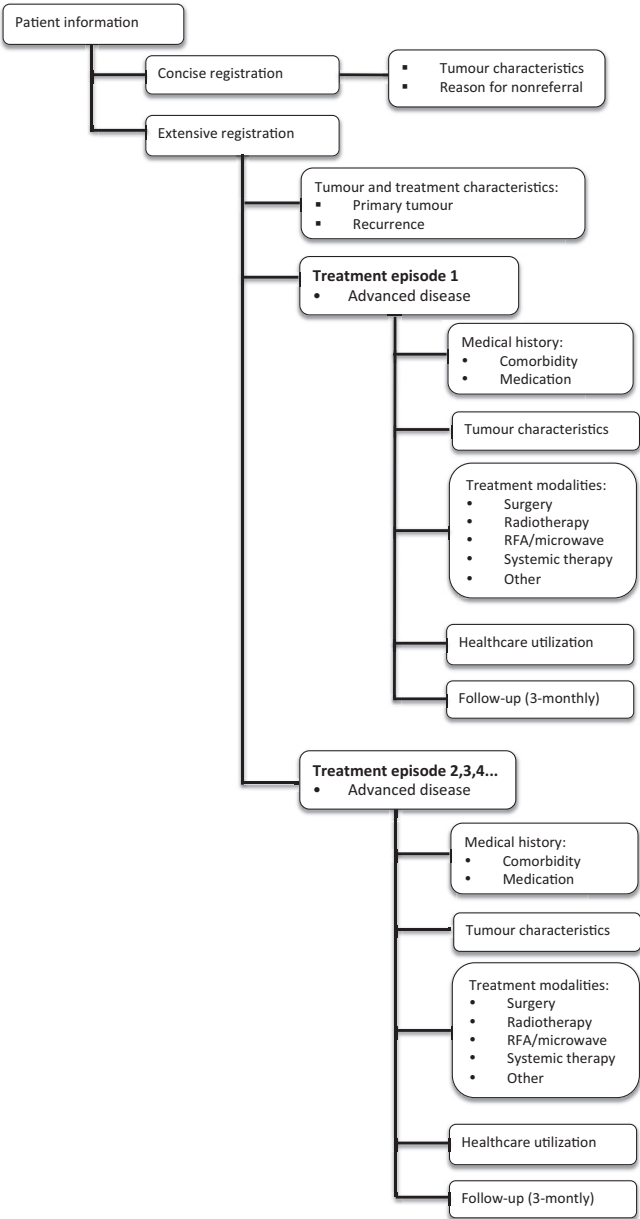 Patient information
Concise registration
▪ Tumour characteristics
▪ Reason for nonreferral
Extensive registration
Tumour and treatment characteristics:
▪ Primary tumour
▪ Recurrence
Treatment episode 1
• Advanced disease
Medical history:
• Comorbidity
• Medication
Tumour characteristics
Treatment modalities:
• Surgery
• Radiotherapy
• RFA/microwave
• Systemic therapy
• Other
Healthcare utilization
Follow-up (3-monthly)
Treatment episode 2,3,4...
• Advanced disease
Medical history:
• Comorbidity
• Medication
Tumour characteristics
Treatment modalities:
• Surgery
• Radiotherapy
• RFA/microwave
• Systemic therapy
• Other
Healthcare utilization
Follow-up (3-montly)